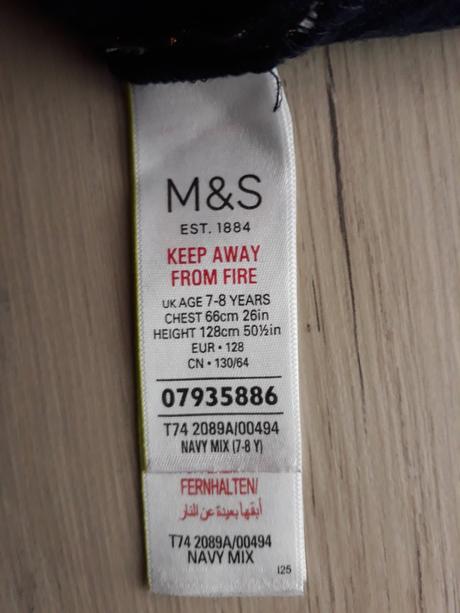 M&S
EST. 1884
KEEP AWAY
FROM FIRE
UK AGE 7-8 YEARS
CHEST 66cm 26in
HEIGHT 128cm 50½in
EUR • 128
CN • 130/64
07935886
T74 2089A/00494
NAVY MIX (7-8 Y)
FERNHALTEN/
أبقها بعيدة عن النار
T74 2089A/00494
NAVY MIX
125